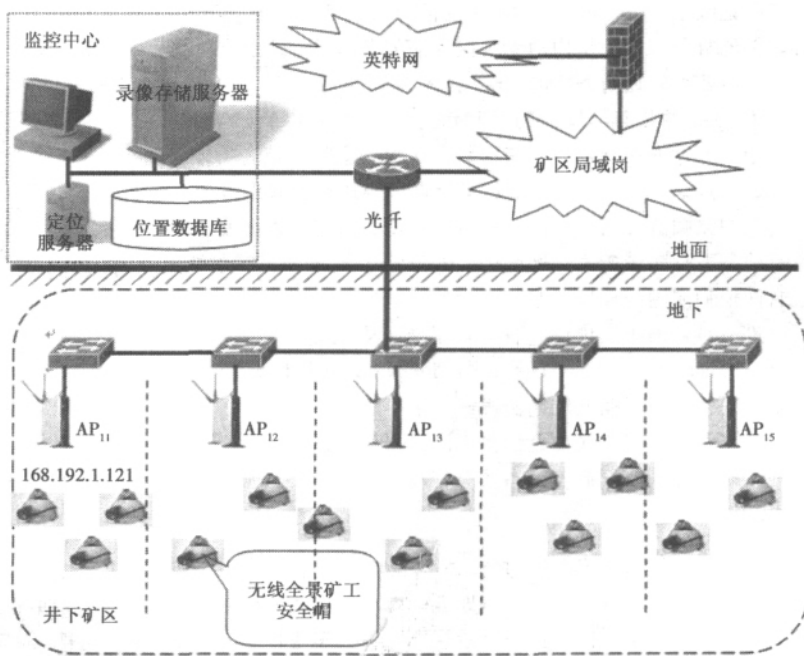 监控中心
录像存储服务器
英特网
矿区局域岗
定位
服务器
位置数据库
光纤
地面
地下
AP11
AP12
AP13
AP14
AP15
168.192.1.121
无线全景矿工
安全帽
井下矿区